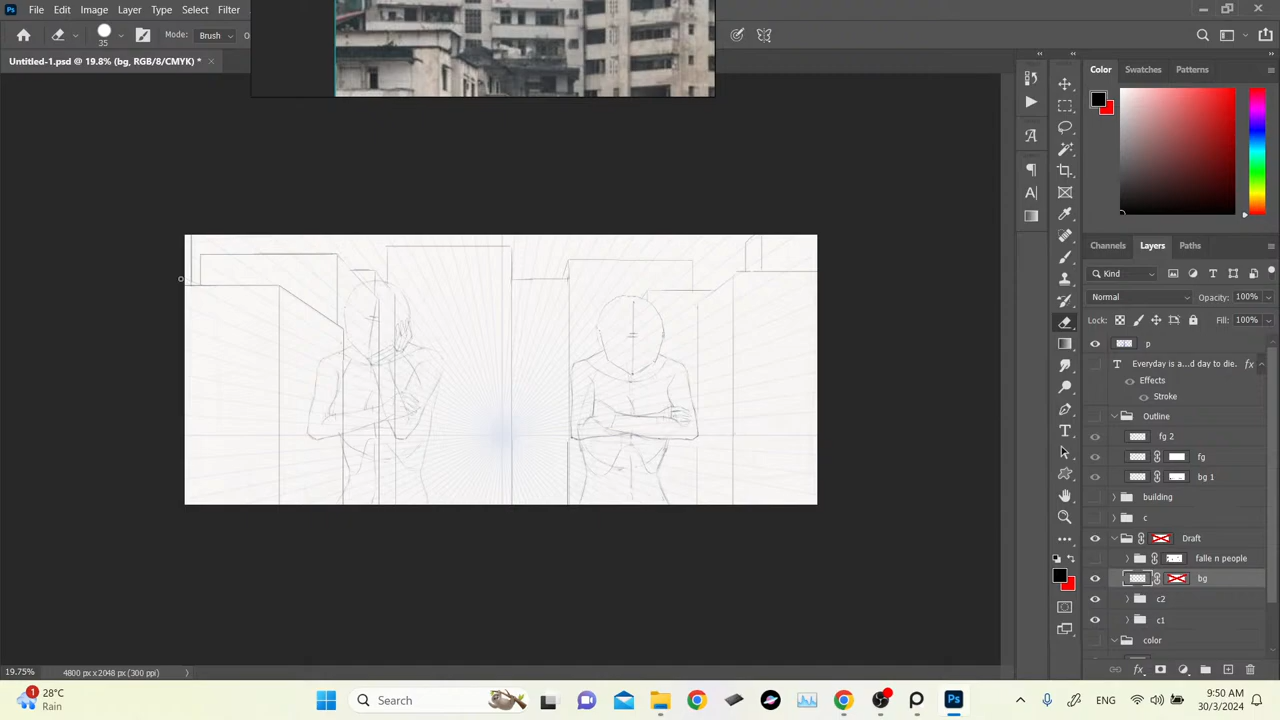 File Edit Image Layer Type Select Filter
35
Mode: Brush
Untitled-1.psd @ 19.8% (bg, RGB/8/CMYK) *
Color Swatches Patterns
Channels Layers Paths
Kind
Normal Opacity: 100%
Lock: Fill: 100%
p
T Everyday is a...d day to die. fx
Effects
Stroke
Outline
fg 2
fg
bg 1
building
c
Draft
falle n people
bg
c2
c1
color
19.75% 4800 px x 2048 px (300 ppi)
1 28°C
Rain
Search
ENG
9:50 AM
30/3/2024